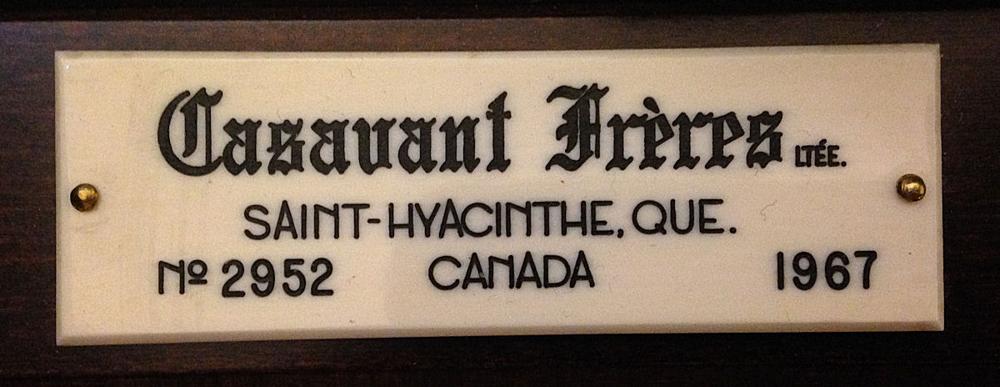 Casavant Frères LTÉE.
SAINT-HYACINTHE, QUE.
Nº 2952 CANADA 1967